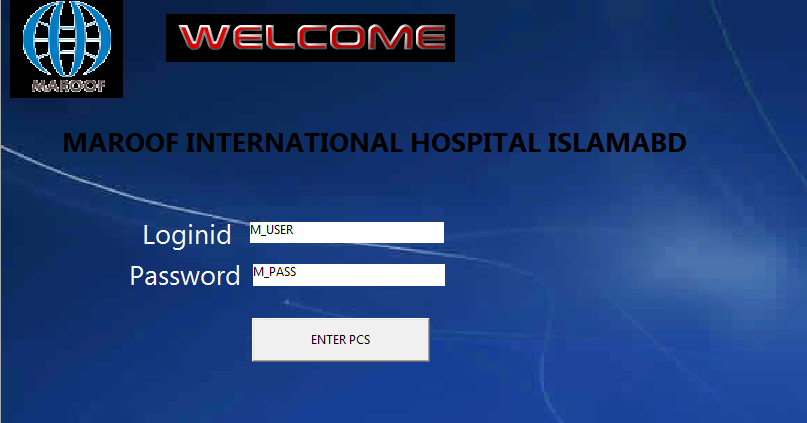 WELCOME
MAROOF
MAROOF INTERNATIONAL HOSPITAL ISLAMABD
Loginid M_USER
Password M_PASS
ENTER PCS